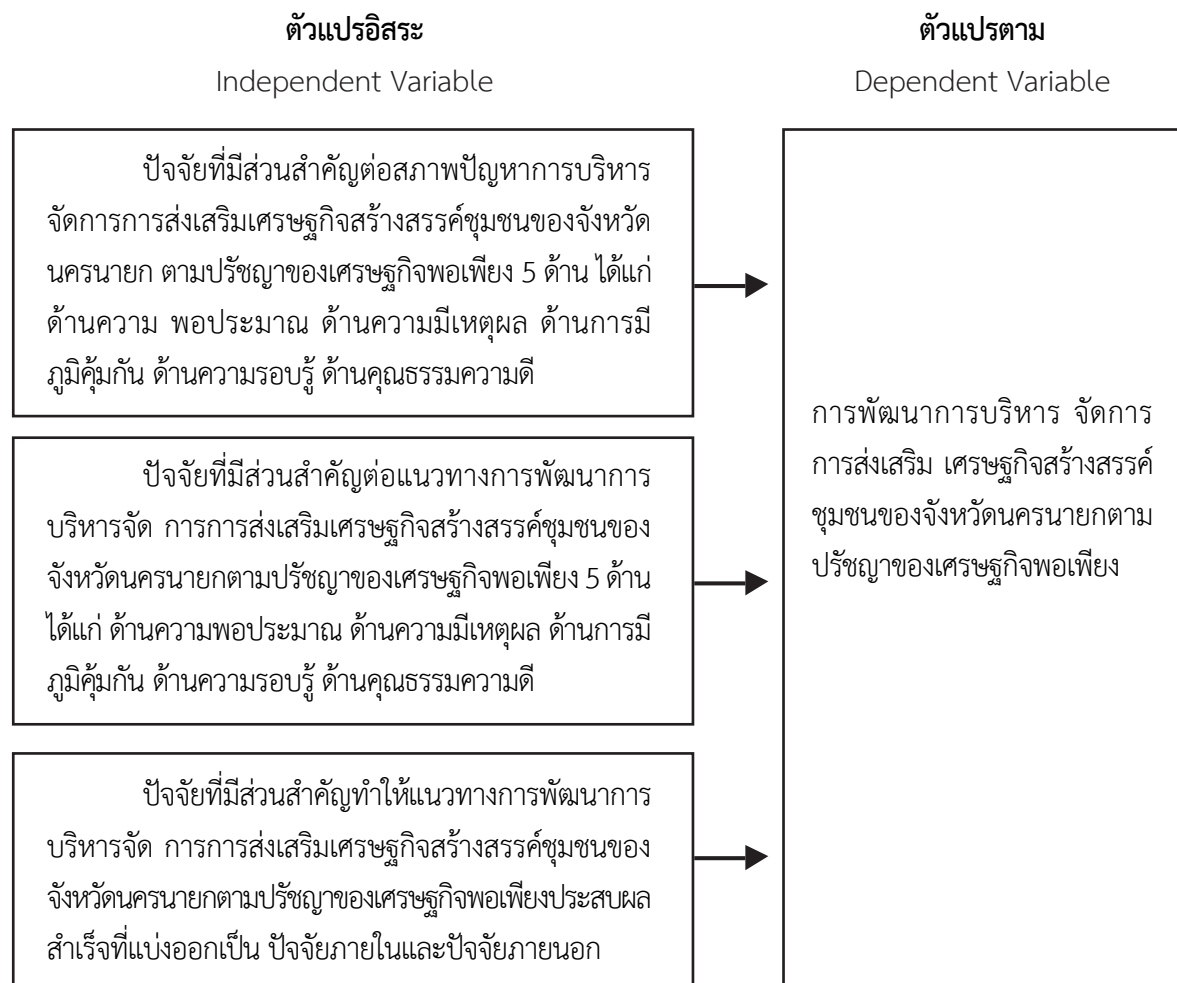 ตัวแปรอิสระ
Independent Variable
ปัจจัยที่มีส่วนสำคัญต่อสภาพปัญหาการบริหาร
จัดการการส่งเสริมเศรษฐกิจสร้างสรรค์ชุมชนของจังหวัด
นครนายก ตามปรัชญาของเศรษฐกิจพอเพียง 5 ด้าน ได้แก่
ด้านความ พอประมาณ ด้านความมีเหตุผล ด้านการมี
ภูมิคุ้มกัน ด้านความรอบรู้ ด้านคุณธรรมความดี
ปัจจัยที่มีส่วนสำคัญต่อแนวทางการพัฒนาการ
บริหารจัด การการส่งเสริมเศรษฐกิจสร้างสรรค์ชุมชนของ
จังหวัดนครนายกตามปรัชญาของเศรษฐกิจพอเพียง 5 ด้าน
ได้แก่ ด้านความพอประมาณ ด้านความมีเหตุผล ด้านการมี
ภูมิคุ้มกัน ด้านความรอบรู้ ด้านคุณธรรมความดี
ปัจจัยที่มีส่วนสำคัญทำให้แนวทางการพัฒนาการ
บริหารจัด การการส่งเสริมเศรษฐกิจสร้างสรรค์ชุมชนของ
จังหวัดนครนายกตามปรัชญาของเศรษฐกิจพอเพียงประสบผล
สำเร็จที่แบ่งออกเป็น ปัจจัยภายในและปัจจัยภายนอก
ตัวแปรตาม
Dependent Variable
การพัฒนาการบริหาร จัดการ
การส่งเสริม เศรษฐกิจสร้างสรรค์
ชุมชนของจังหวัดนครนายกตาม
ปรัชญาของเศรษฐกิจพอเพียง